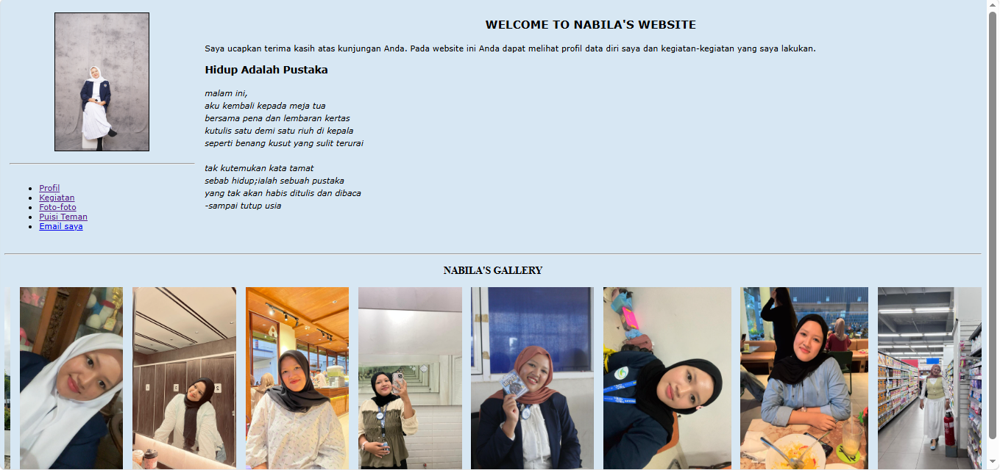 WELCOME TO NABILA'S WEBSITE
Saya ucapkan terima kasih atas kunjungan Anda. Pada website ini Anda dapat melihat profil data diri saya dan kegiatan-kegiatan yang saya lakukan.
Hidup Adalah Pustaka
malam ini,
aku kembali kepada meja tua
bersama pena dan lembaran kertas
kutulis satu demi satu riuh di kepala
seperti benang kusut yang sulit terurai
tak kutemukan kata tamat
sebab hidup;ialah sebuah pustaka
yang tak akan habis ditulis dan dibaca
-sampai tutup usia
Profil
Kegiatan
Foto-foto
Puisi Teman
Email saya
NABILA'S GALLERY